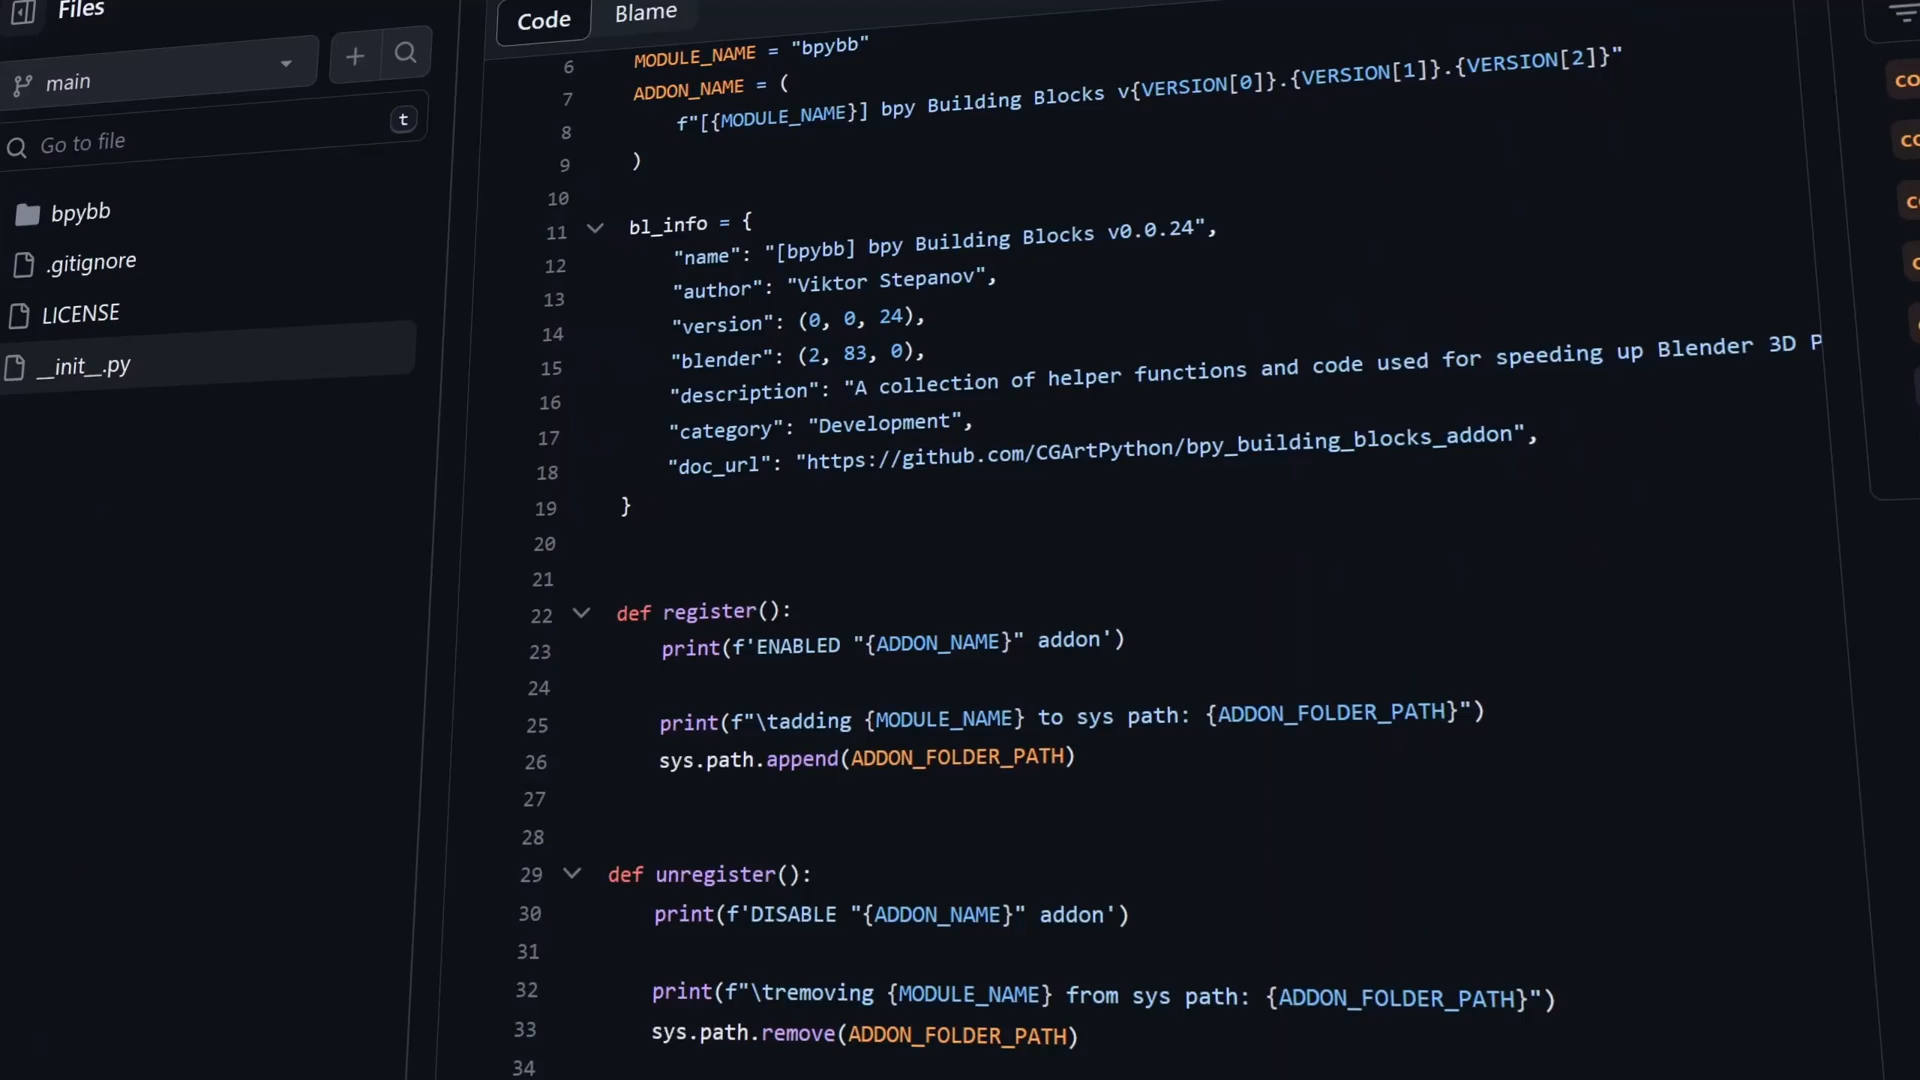 Files
main
Go to file
t
bpybb
.gitignore
LICENSE
__init__.py
Code
Blame
6 MODULE_NAME = "bpybb"
7 ADDON_NAME = (
8 f"[{MODULE_NAME}] bpy Building Blocks v{VERSION[0]}.{VERSION[1]}.{VERSION[2]}"
9 )
10
11 bl_info = {
12 "name": "[bpybb] bpy Building Blocks v0.0.24",
13 "author": "Viktor Stepanov",
14 "version": (0, 0, 24),
15 "blender": (2, 83, 0),
16 "description": "A collection of helper functions and code used for speeding up Blender 3D P
17 "category": "Development",
18 "doc_url": "https://github.com/CGArtPython/bpy_building_blocks_addon",
19 }
20
21
22 def register():
23 print(f'ENABLED "{ADDON_NAME}" addon')
24
25 print(f"\tadding {MODULE_NAME} to sys path: {ADDON_FOLDER_PATH}")
26 sys.path.append(ADDON_FOLDER_PATH)
27
28
29 def unregister():
30 print(f'DISABLE "{ADDON_NAME}" addon')
31
32 print(f"\tremoving {MODULE_NAME} from sys path: {ADDON_FOLDER_PATH}")
33 sys.path.remove(ADDON_FOLDER_PATH)
34